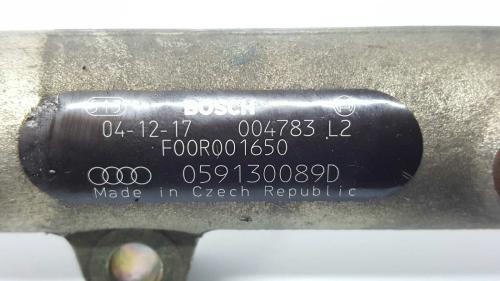 BOSCH
04-12-17 004783 L2
F00R001650
059130089D
Made in Czech Republic